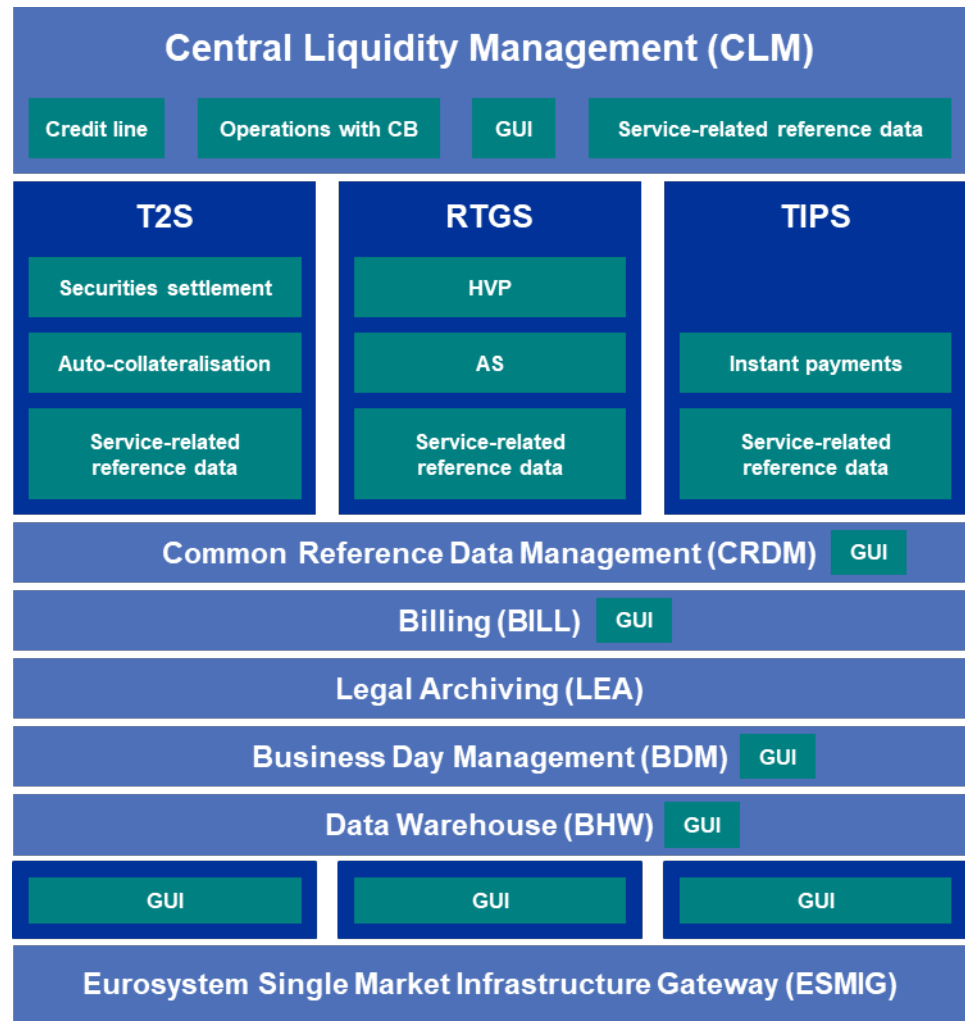 Central Liquidity Management (CLM)
Credit line
Operations with CB
GUI
Service-related reference data
T2S
Securities settlement
Auto-collateralisation
Service-related
reference data
RTGS
HVP
AS
Service-related
reference data
TIPS
Instant payments
Service-related
reference data
Common Reference Data Management (CRDM)
GUI
Billing (BILL)
GUI
Legal Archiving (LEA)
Business Day Management (BDM)
GUI
Data Warehouse (BHW)
GUI
GUI
GUI
GUI
Eurosystem Single Market Infrastructure Gateway (ESMIG)